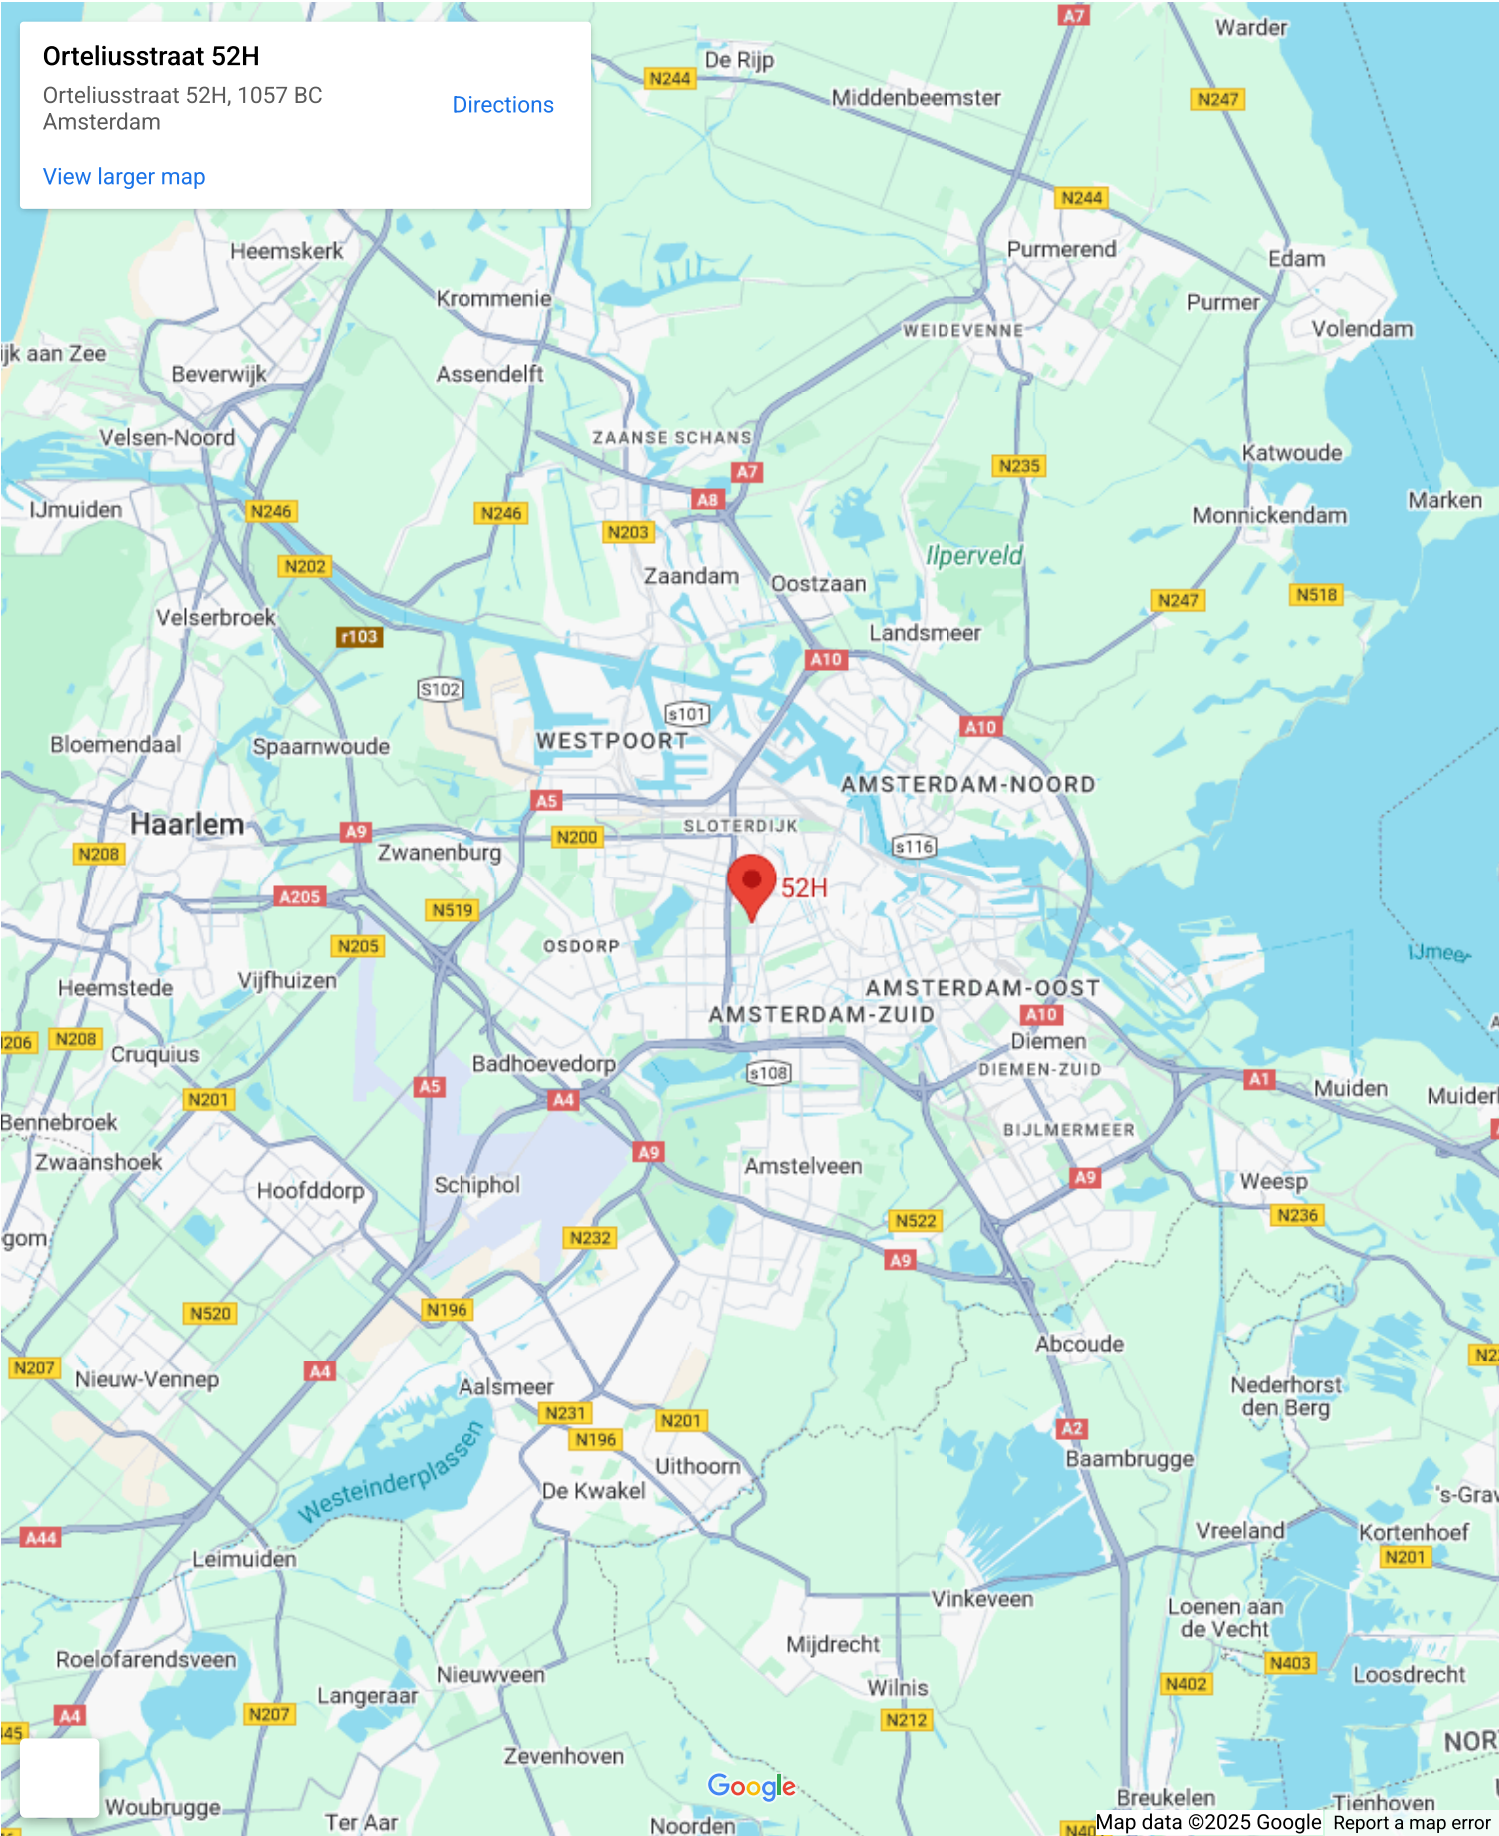 Orteliusstraat 52H
Orteliusstraat 52H, 1057 BC
Amsterdam
Directions
View larger map
A7
Warder
De Rijp
N244
Middenbeemster
N247
N244
Heemskerk
Purmerend
Edam
Krommenie
Purmer
WEIDEVENNE
Volendam
ijk aan Zee
Beverwijk
Assendelft
Velsen-Noord
ZAANSE SCHANS
Katwoude
A7
N235
A8
Marken
IJmuiden
N246
N246
Monnickendam
N203
Ilperveld
N202
Zaandam
Oostzaan
N518
N247
Velserbroek
r103
Landsmeer
A10
S102
s101
A10
Bloemendaal
Spaarnwoude
WESTPOORT
AMSTERDAM-NOORD
A5
Haarlem
A9
N200
SLOTERDIJK
s116
N208
Zwanenburg
52H
A205
N519
N205
OSDORP
IJmeer
Vijfhuizen
Heemstede
AMSTERDAM-OOST
AMSTERDAM-ZUID
A10
206
N208
Diemen
Cruquius
Badhoevedorp
s108
DIEMEN-ZUID
A5
A1
Muiden
N201
A4
Bennebroek
BIJLMERMEER
Zwaanshoek
A9
Amstelveen
Schiphol
A9
Weesp
Hoofddorp
N522
N236
gom
N232
A9
N520
N196
Abcoude
N207
A4
Nieuw-Vennep
Aalsmeer
Nederhorst
den Berg
N231
N201
A2
N196
Baambrugge
Westeinderplassen
Uithoorn
De Kwakel
's-Grav
A44
Vreeland
Kortenhoef
Leimuiden
N201
Vinkeveen
Loenen aan
de Vecht
Mijdrecht
Roelofarendsveen
Nieuwveen
N403
Loosdrecht
Langeraar
Wilnis
N402
A4
N207
N212
45
NOR
Zevenhoven
Google
Breukelen
Tienhoven
Woubrugge
Ter Aar
Noorden
N40
Map data ©2025 Google
Report a map error